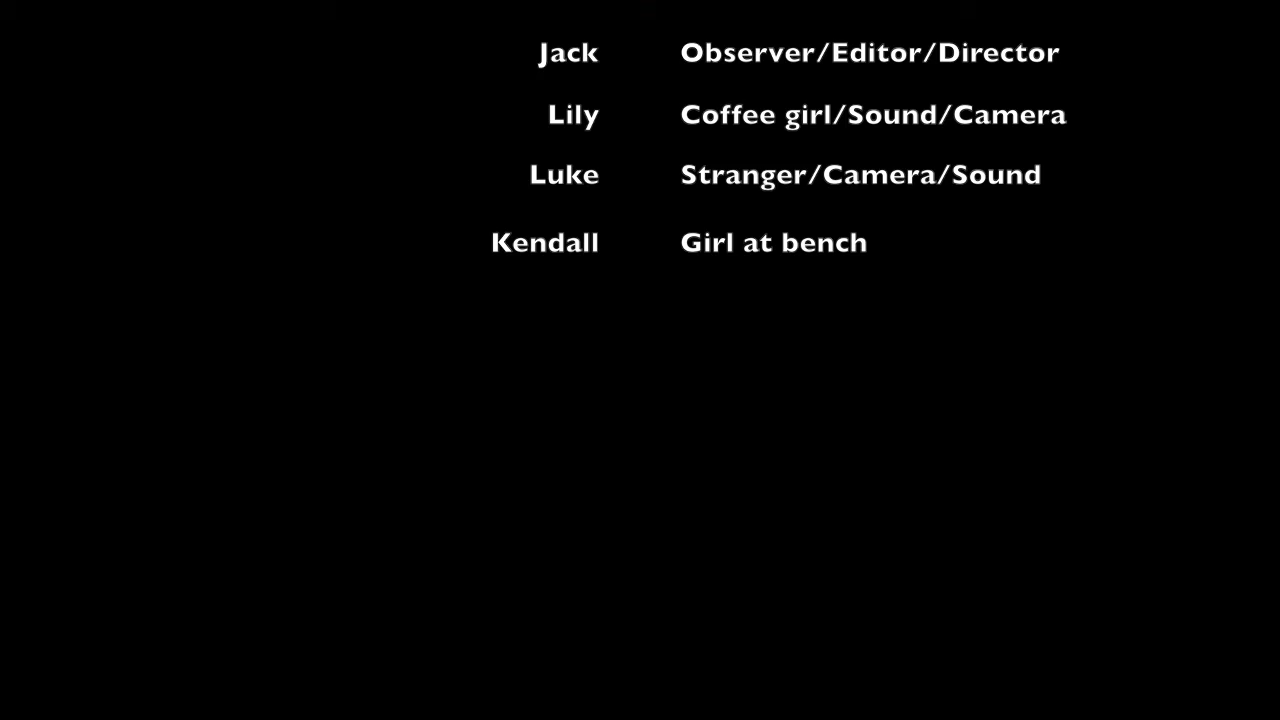 Jack Observer/Editor/Director
Lily Coffee girl/Sound/Camera
Luke Stranger/Camera/Sound
Kendall Girl at bench